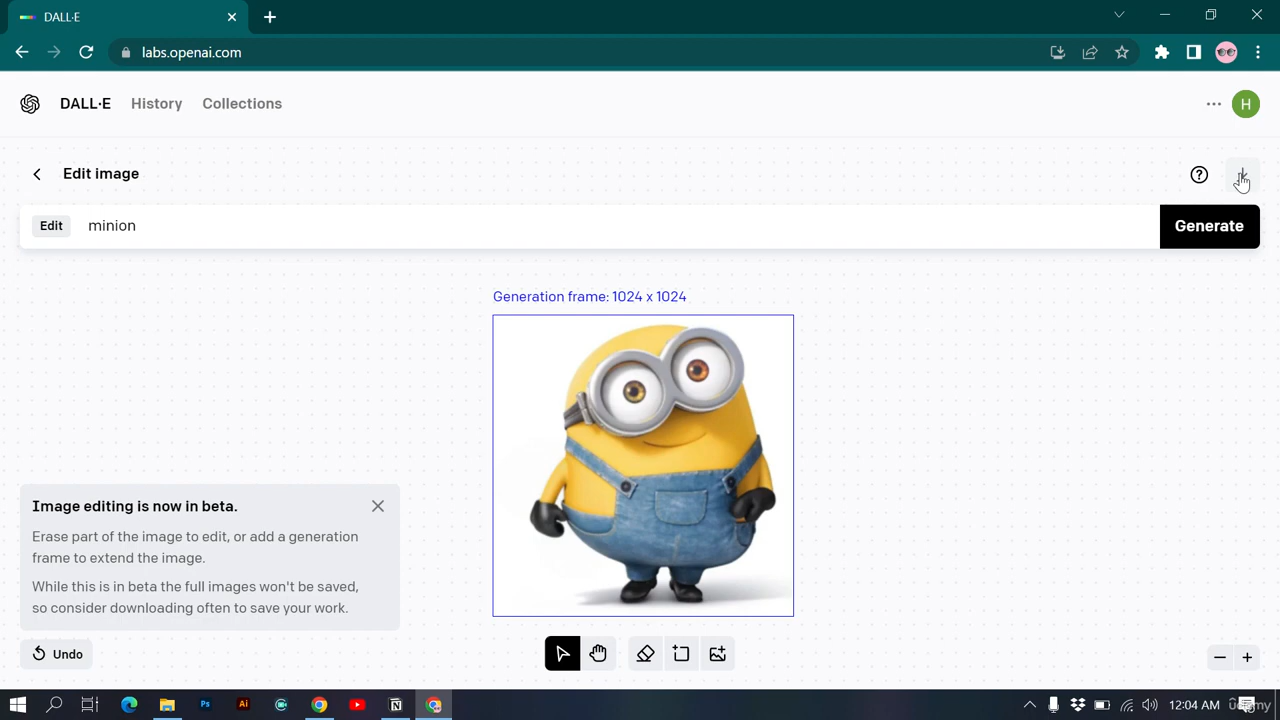 DALL·E
labs.openai.com
DALL·E History Collections
H
Edit image
Edit minion Generate
Generation frame: 1024 x 1024
Image editing is now in beta.
Erase part of the image to edit, or add a generation
frame to extend the image.
While this is in beta the full images won't be saved,
so consider downloading often to save your work.
Undo
Ps Ai 12:04 AM
ûdemy